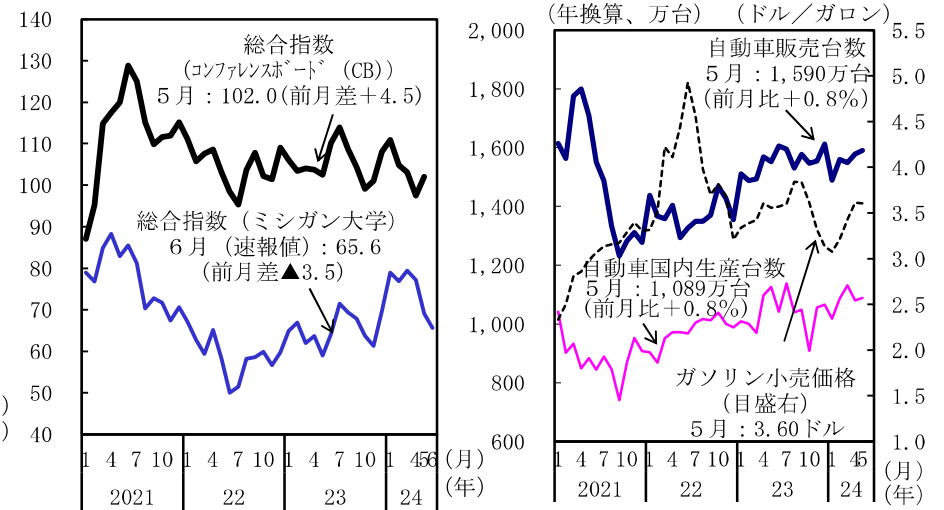 140
130
120
110
100
90
80
70
60
50
40
総合指数
(コンファレンスボード (CB))
５月：102.0(前月差＋4.5)
総合指数（ミシガン大学）
６月（速報値）：65.6
（前月差▲3.5）
1 4 7 10 1 4 7 10 1 4 7 10 1 4 5 6 (月)
2021 22 23 24 (年)
）
）
(年換算、万台) (ドル／ガロン)
2,000
1,800
1,600
1,400
1,200
1,000
800
600
自動車販売台数
５月：1,590万台
(前月比＋0.8%)
自動車国内生産台数
５月：1,089万台
(前月比＋0.8%)
ガソリン小売価格
（目盛右）
５月：3.60ドル
5.5
5.0
4.5
4.0
3.5
3.0
2.5
2.0
1.5
1.0
1 4 7 10 1 4 7 10 1 4 7 10 1 4 5 (月)
2021 22 23 24 (年)